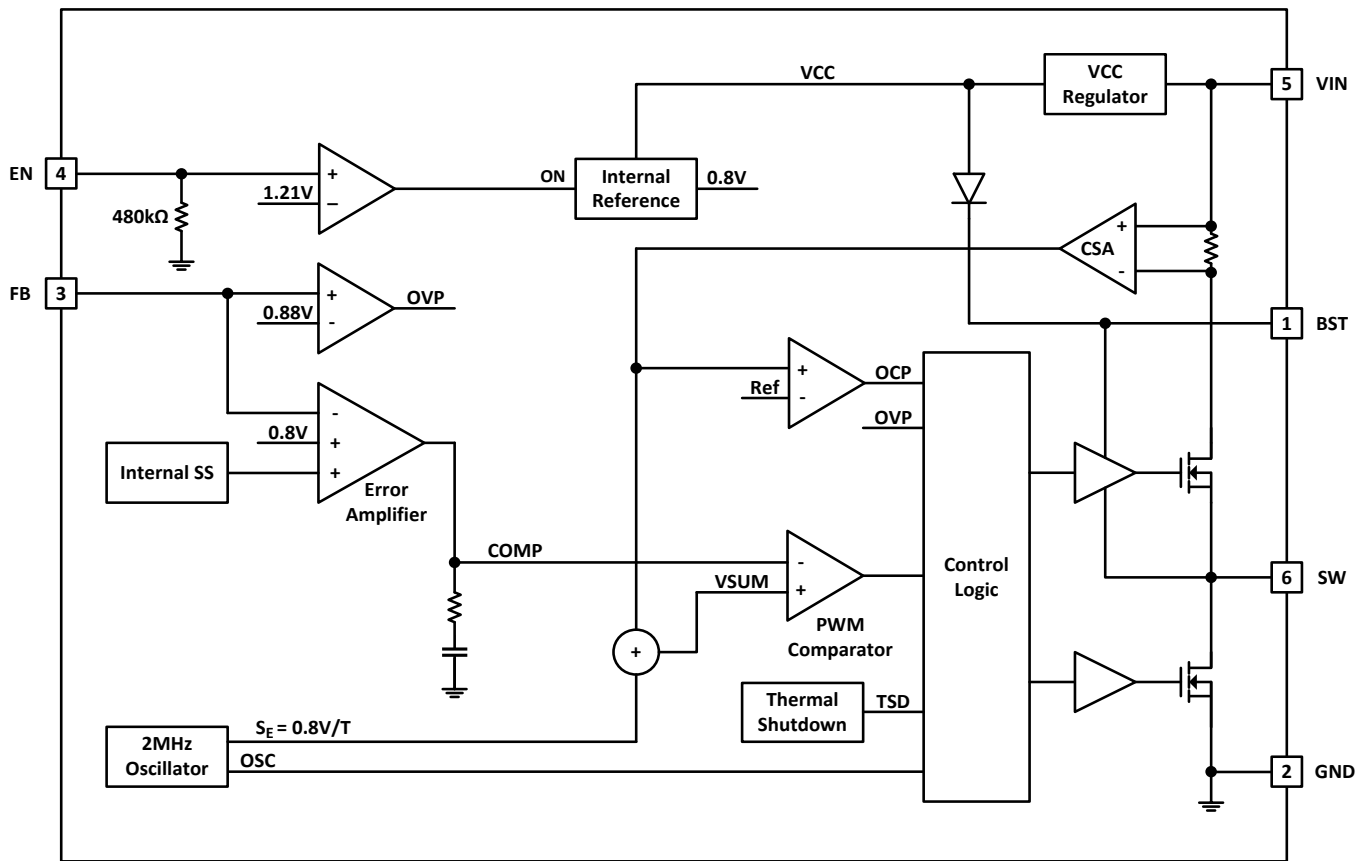 VCC
VCC
Regulator
5
VIN
EN
4
+
1.21V
–
480kΩ
ON
Internal
Reference
0.8V
CSA
+
-
FB
3
+
0.88V
-
OVP
1
BST
-
0.8V
+
Internal SS
+
Error
Amplifier
+
Ref
-
OCP
OVP
COMP
-
VSUM
+
PWM
Comparator
Control
Logic
6
SW
+
Thermal
Shutdown
TSD
2MHz
Oscillator
SE = 0.8V/T
OSC
2
GND